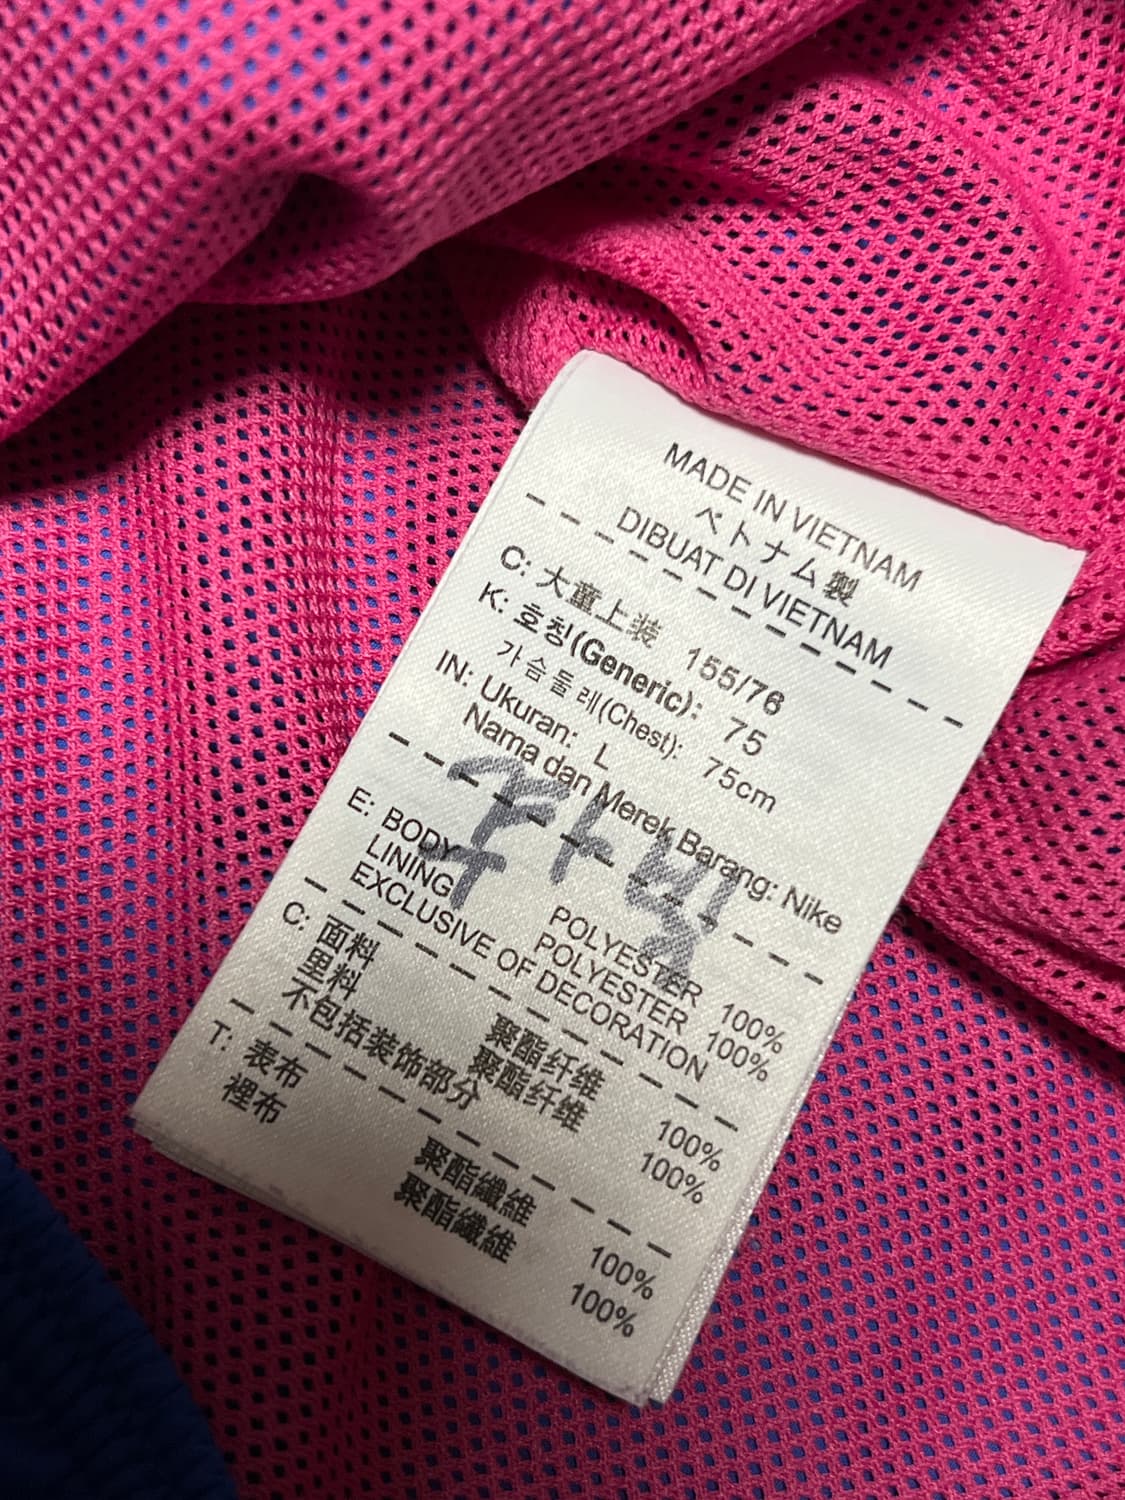 MADE IN VIETNAM
ベトナム製
DIBUAT DI VIETNAM
C: 大童上装 155/76
K: 호칭(Generic): 75
가슴둘레(Chest): 75cm
IN: Ukuran: L
Nama dan Merek Barang: Nike
E: BODY POLYESTER 100%
LINING POLYESTER 100%
EXCLUSIVE OF DECORATION
C: 面料 聚酯纤维 100%
里料 聚酯纤维 100%
不包括装饰部分
T: 表布 聚酯纖維 100%
裡布 聚酯纖維 100%